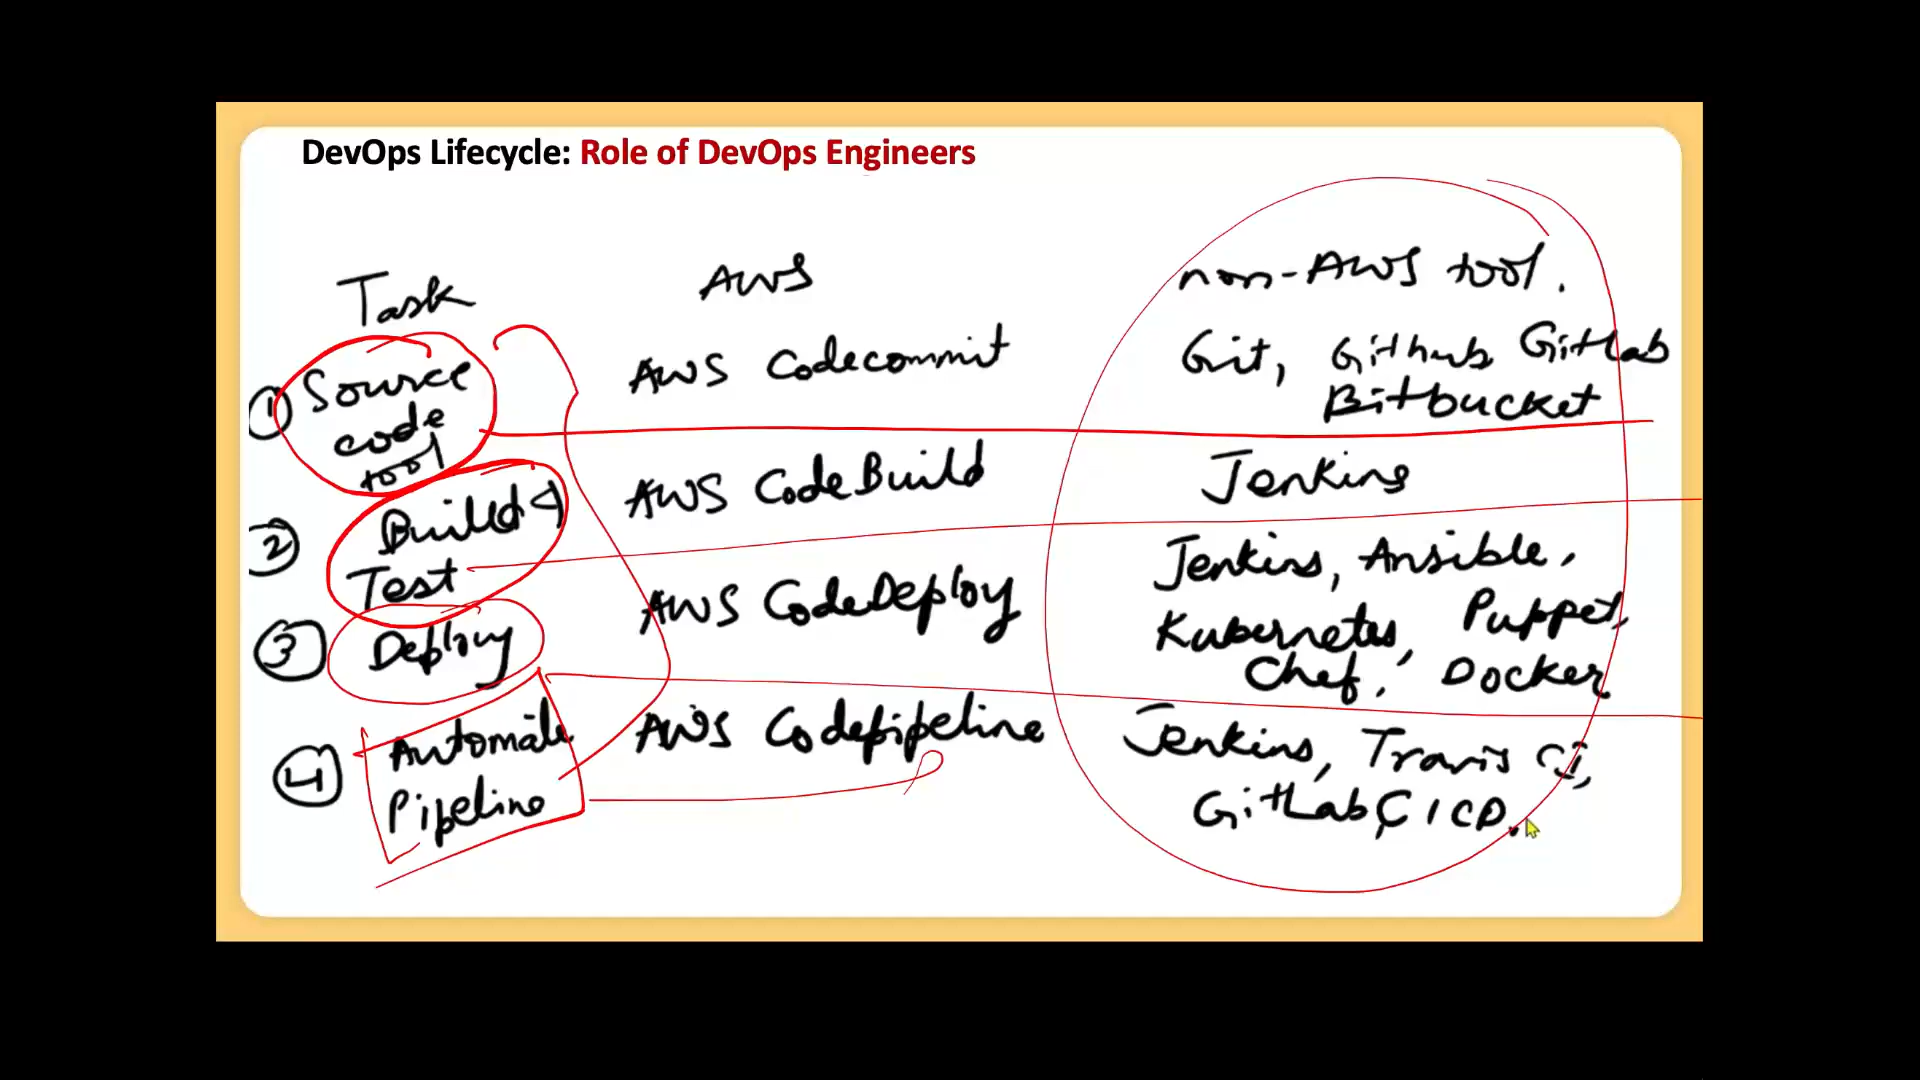 DevOps Lifecycle: Role of DevOps Engineers
Task AWS non-AWS tool.
① Source code tool AWS Codecommit Git, Github GitLab Bitbucket
② Build & Test AWS CodeBuild Jenkins
③ Deploy AWS CodeDeploy Jenkins, Ansible, Kubernetes, Puppet, Chef, Docker
④ Automate Pipeline AWS Codepipeline Jenkins, Travis Ci, GitLab CICD.